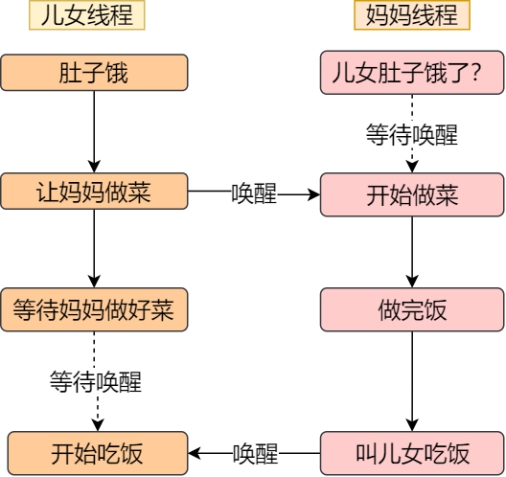 儿女线程
妈妈线程
肚子饿
儿女肚子饿了?
等待唤醒
让妈妈做菜
唤醒
开始做菜
等待妈妈做好菜
做完饭
等待唤醒
开始吃饭
唤醒
叫儿女吃饭